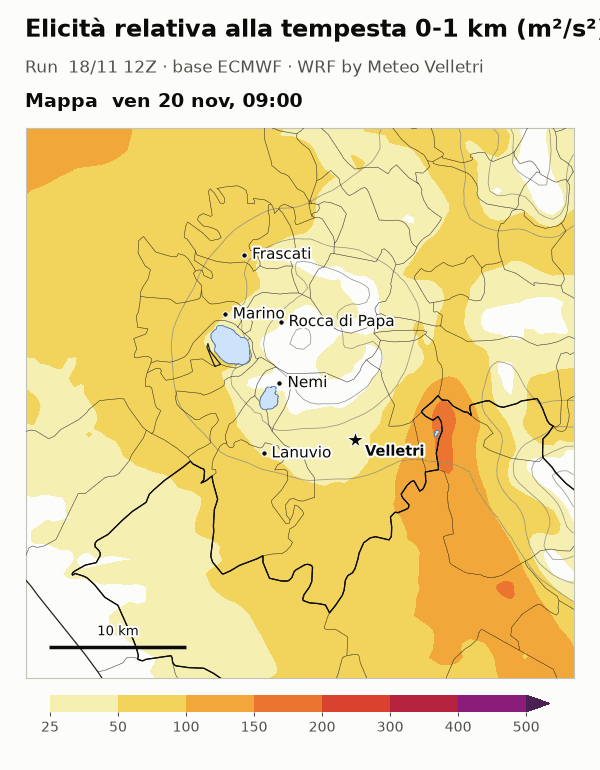 Elicità relativa alla tempesta 0-1 km (m²/s²)
Run 18/11 12Z · base ECMWF · WRF by Meteo Velletri
Mappa ven 20 nov, 09:00
Frascati
Marino
Rocca di Papa
Nemi
Lanuvio
Velletri
10 km
25 50 100 150 200 300 400 500